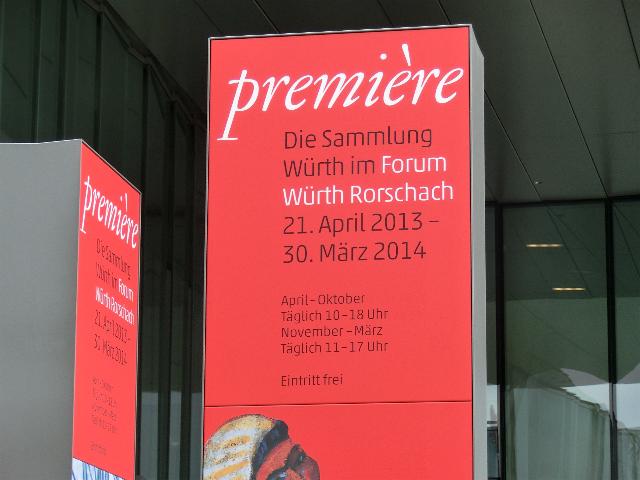 première
Die Sammlung
Würth im Forum
Würth Rorschach
21. April 2013 –
30. März 2014
April – Oktober
Täglich 10 – 18 Uhr
November – März
Täglich 11 – 17 Uhr
Eintritt frei
première
Die Sammlung
Würth im Forum
Würth Rorschach
21. April 2013 –
30. März 2014